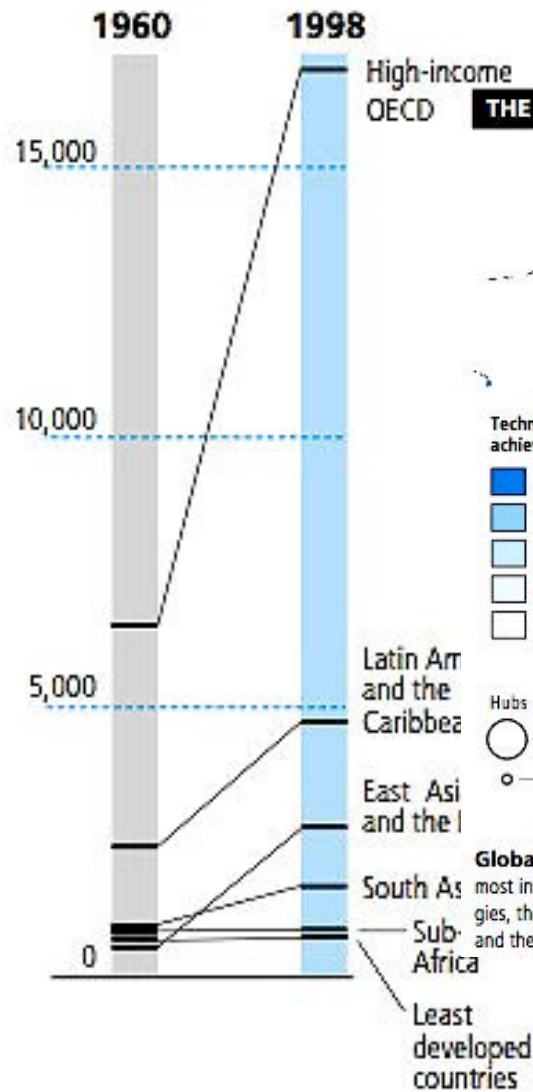 1960
1998
High-income
OECD
THE
15,000
10,000
5,000
0
Latin Am
and the
Caribbea
East Asi
and the
South As
Sub-
Africa
Least
developed
countries
Techn
achie
Hubs
Globa
most in
gies, th
and the